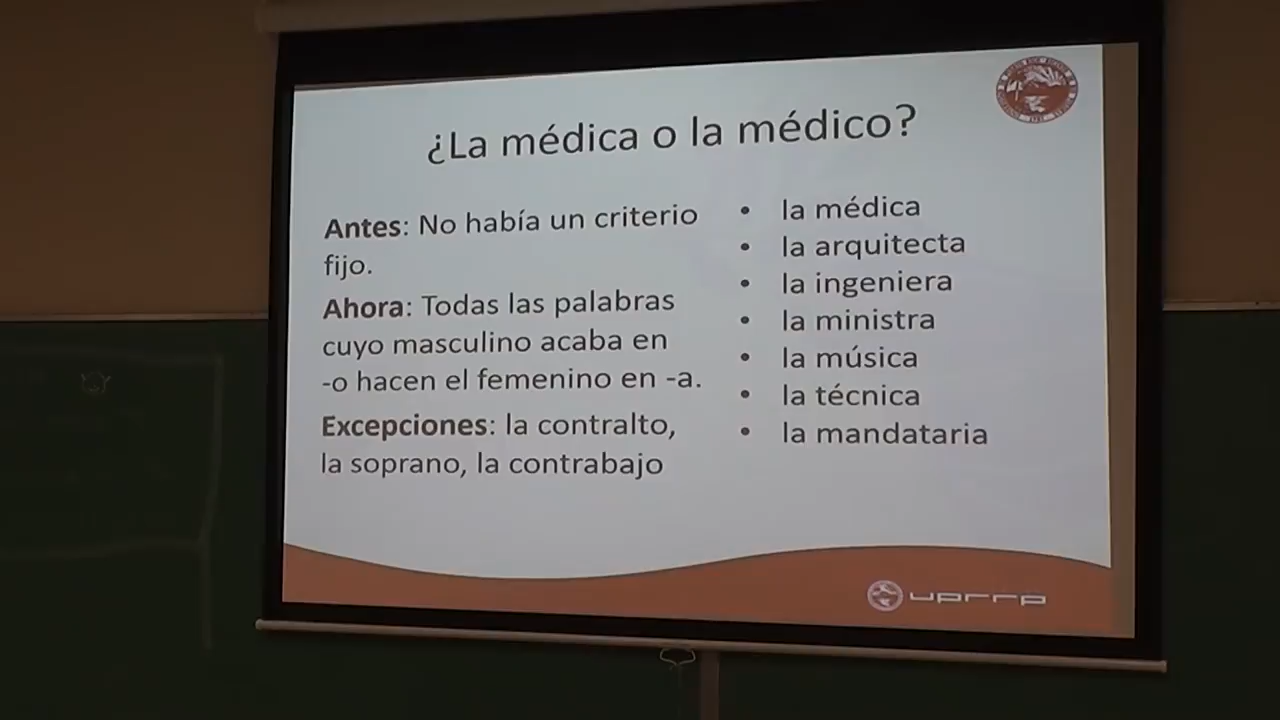 ¿La médica o la médico?
Antes: No había un criterio
fijo.
Ahora: Todas las palabras
cuyo masculino acaba en
-o hacen el femenino en -a.
Excepciones: la contralto,
la soprano, la contrabajo
• la médica
• la arquitecta
• la ingeniera
• la ministra
• la música
• la técnica
• la mandataria
uprrp